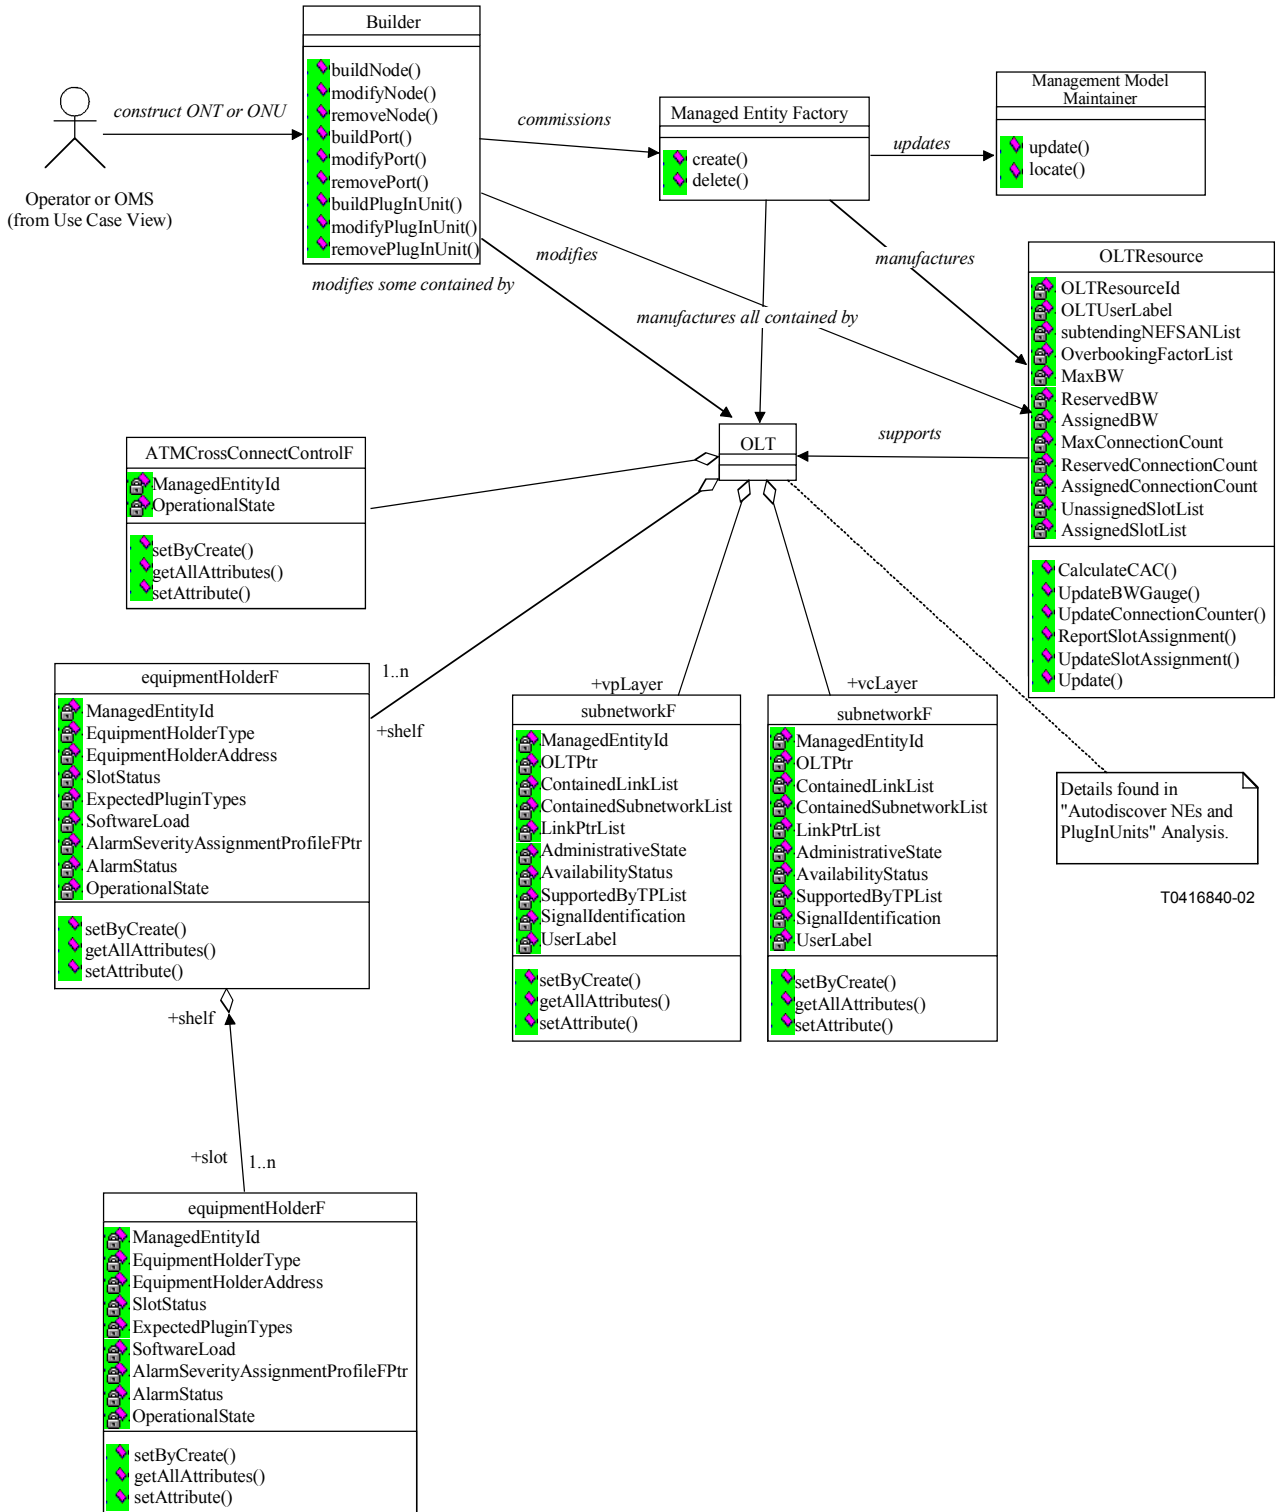 Builder
buildNode()
modifyNode()
removeNode()
buildPort()
modifyPort()
removePort()
buildPlugInUnit()
modifyPlugInUnit()
removePlugInUnit()
construct ONT or ONU
Operator or OMS
(from Use Case View)
commissions
Managed Entity Factory
create()
delete()
updates
Management Model
Maintainer
update()
locate()
modifies some contained by
modifies
manufactures
manufactures all contained by
OLTResource
OLTResourceId
OLTUserLabel
subtendingNEFSANList
OverbookingFactorList
MaxBW
ReservedBW
AssignedBW
MaxConnectionCount
ReservedConnectionCount
AssignedConnectionCount
UnassignedSlotList
AssignedSlotList
CalculateCAC()
UpdateBWGauge()
UpdateConnectionCounter()
ReportSlotAssignment()
UpdateSlotAssignment()
Update()
OLT
supports
ATMCrossConnectControlF
ManagedEntityId
OperationalState
setByCreate()
getAllAttributes()
setAttribute()
1..n
+shelf
equipmentHolderF
ManagedEntityId
EquipmentHolderType
EquipmentHolderAddress
SlotStatus
ExpectedPluginTypes
SoftwareLoad
AlarmSeverityAssignmentProfileFPtr
AlarmStatus
OperationalState
setByCreate()
getAllAttributes()
setAttribute()
+vpLayer
subnetworkF
ManagedEntityId
OLTPtr
ContainedLinkList
ContainedSubnetworkList
LinkPtrList
AdministrativeState
AvailabilityStatus
SupportedByTPList
SignalIdentification
UserLabel
setByCreate()
getAllAttributes()
setAttribute()
+vcLayer
subnetworkF
ManagedEntityId
OLTPtr
ContainedLinkList
ContainedSubnetworkList
LinkPtrList
AdministrativeState
AvailabilityStatus
SupportedByTPList
SignalIdentification
UserLabel
setByCreate()
getAllAttributes()
setAttribute()
Details found in
"Autodiscover NEs and
PlugInUnits" Analysis.
T0416840-02
+shelf
+slot
1..n
equipmentHolderF
ManagedEntityId
EquipmentHolderType
EquipmentHolderAddress
SlotStatus
ExpectedPluginTypes
SoftwareLoad
AlarmSeverityAssignmentProfileFPtr
AlarmStatus
OperationalState
setByCreate()
getAllAttributes()
setAttribute()